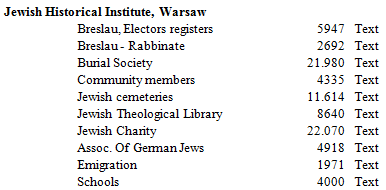 Jewish Historical Institute, Warsaw
Breslau, Electors registers 5947 Text
Breslau - Rabbinate 2692 Text
Burial Society 21.980 Text
Community members 4335 Text
Jewish cemeteries 11.614 Text
Jewish Theological Library 8640 Text
Jewish Charity 22.070 Text
Assoc. Of German Jews 4918 Text
Emigration 1971 Text
Schools 4000 Text